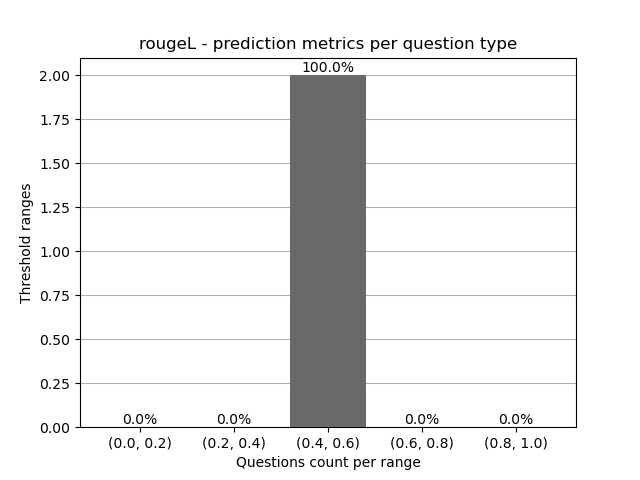 rougeL - prediction metrics per question type
100.0%
2.00
1.75
1.50
1.25
1.00
0.75
0.50
0.25
0.00
Threshold ranges
0.0% 0.0% 0.0% 0.0%
(0.0, 0.2) (0.2, 0.4) (0.4, 0.6) (0.6, 0.8) (0.8, 1.0)
Questions count per range